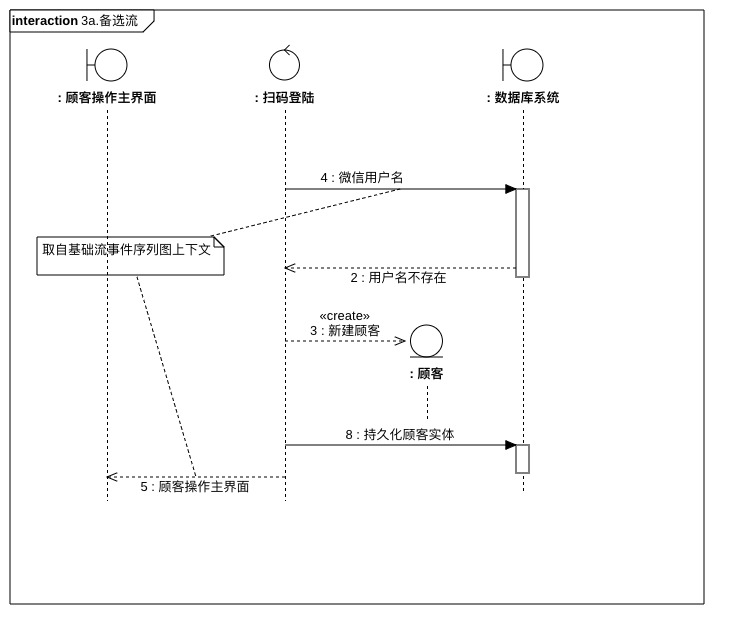 interaction 3a.备选流
: 顾客操作主界面
: 扫码登陆
: 数据库系统
4 : 微信用户名
取自基础流事件序列图上下文
2 : 用户名不存在
«create»
3 : 新建顾客
: 顾客
8 : 持久化顾客实体
5 : 顾客操作主界面